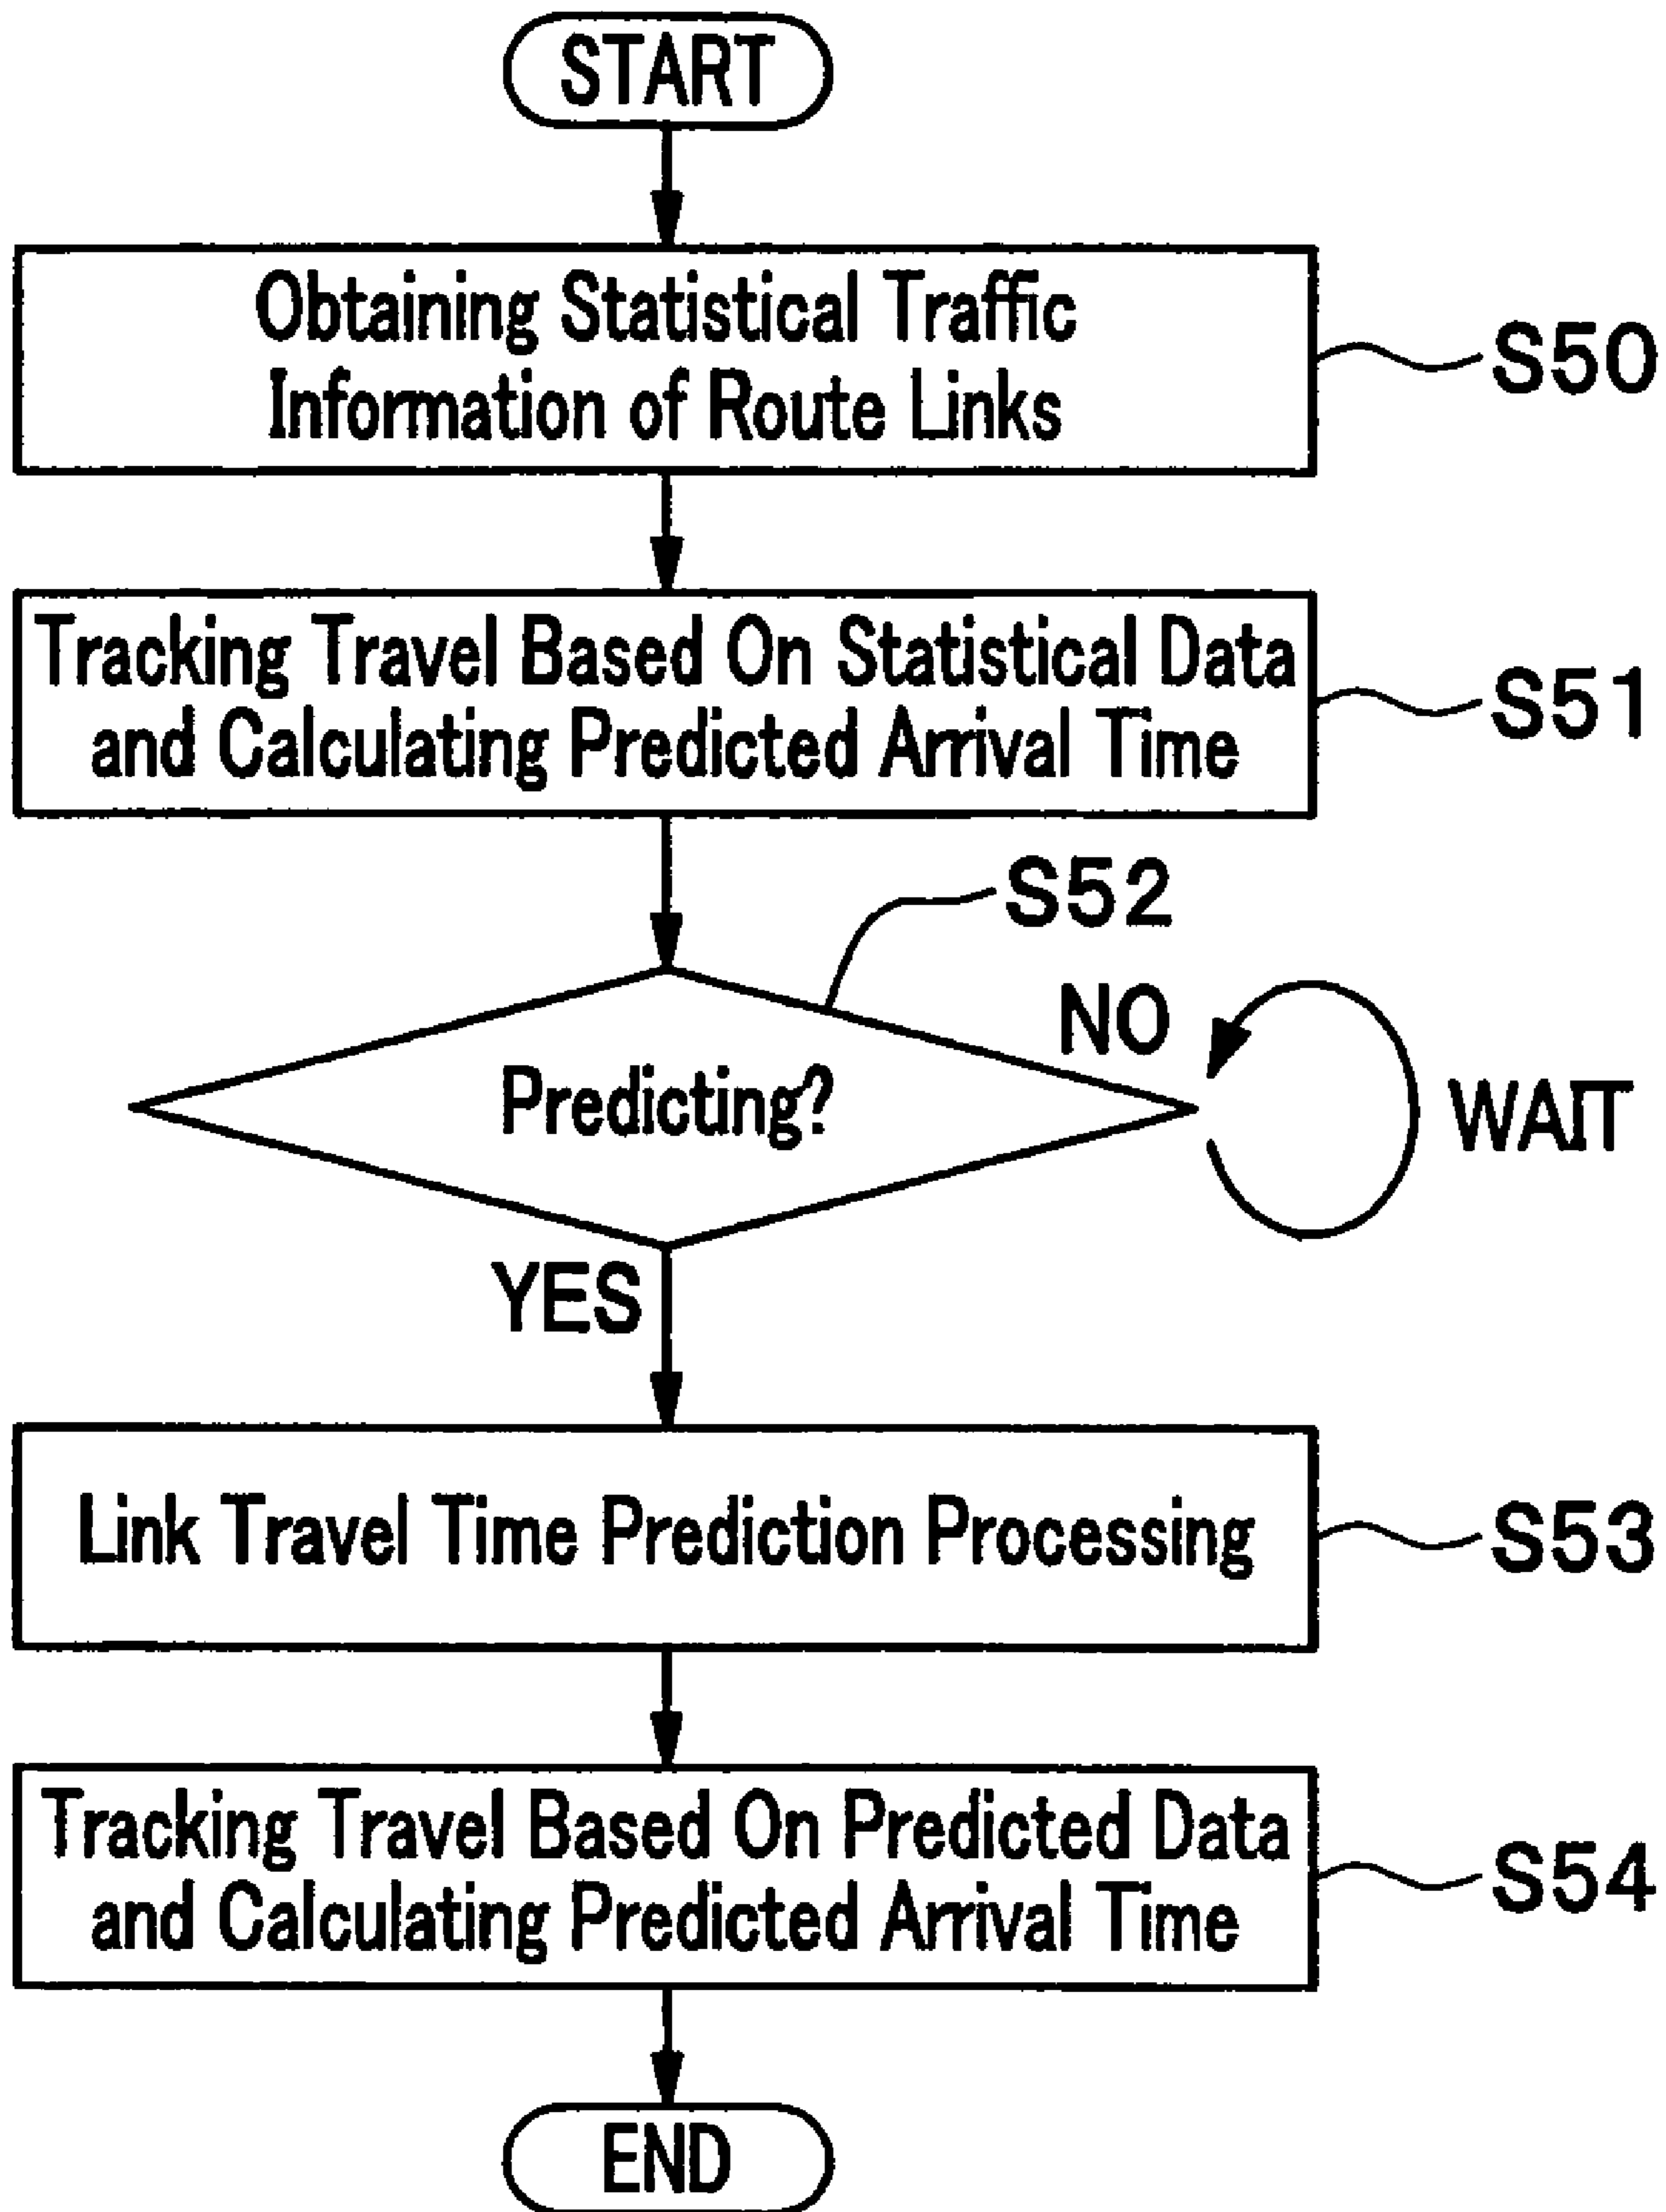 START
Obtaining Statistical Traffic
Information of Route Links
S50
Tracking Travel Based On Statistical Data
and Calculating Predicted Arrival Time
S51
S52
Predicting?
NO
WAIT
YES
Link Travel Time Prediction Processing
S53
Tracking Travel Based On Predicted Data
and Calculating Predicted Arrival Time
S54
END